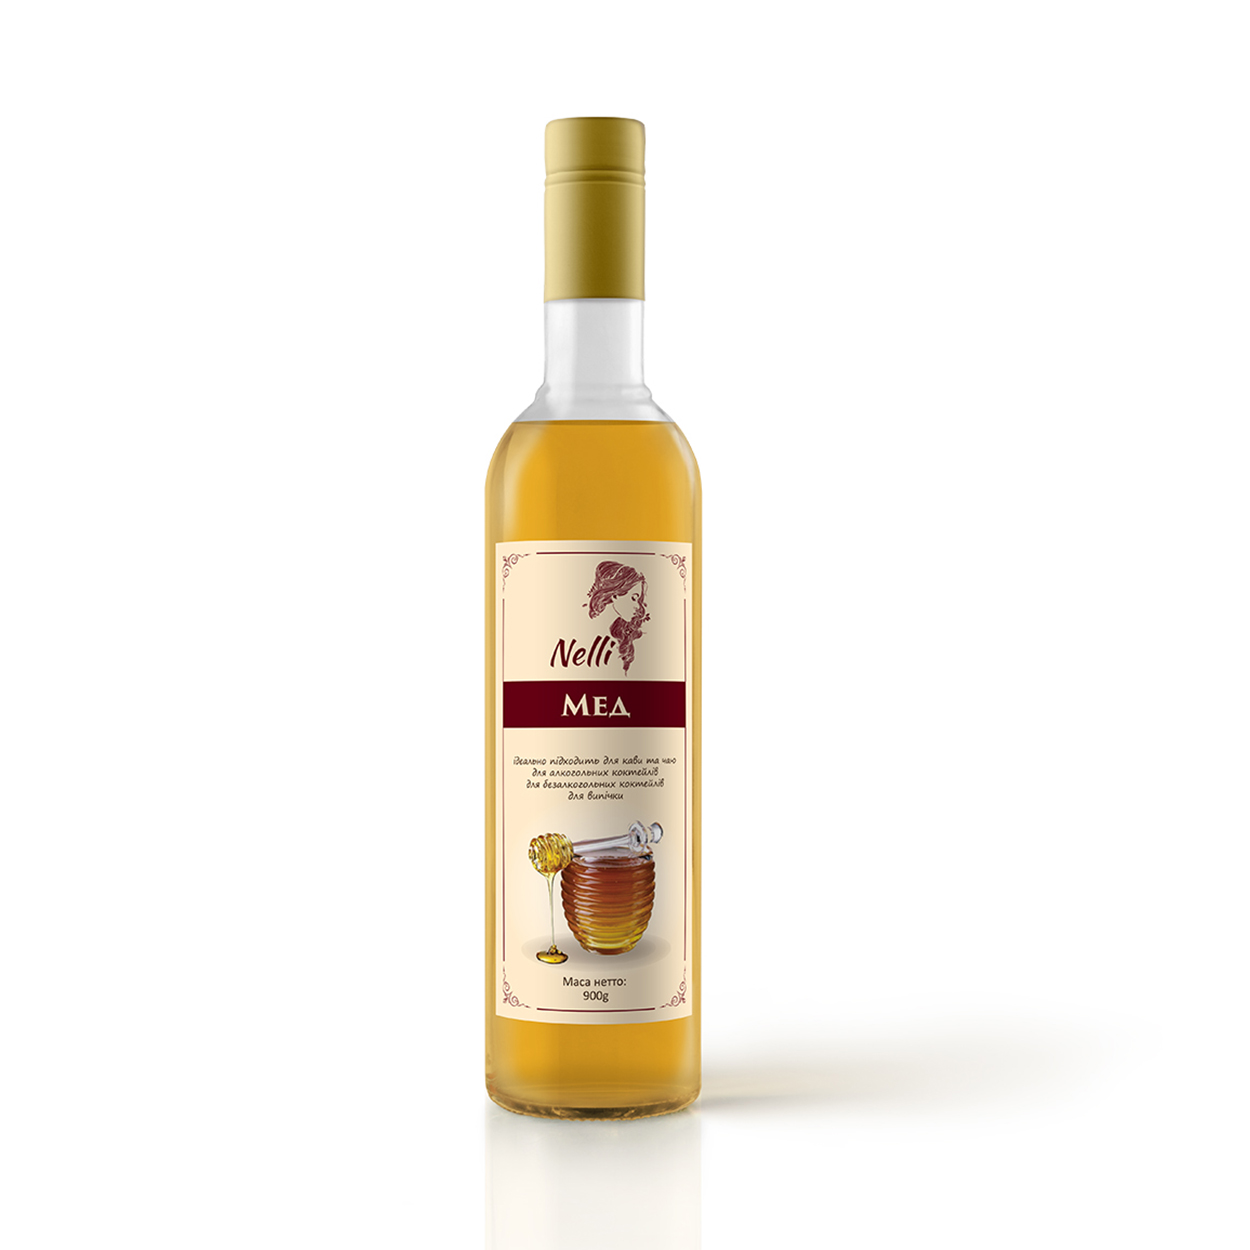 Nelli
Мед
ідеально підходить для кави та чаю
для алкогольних коктейлів
для безалкогольних коктейлів
для випічки
Маса нетто:
900g